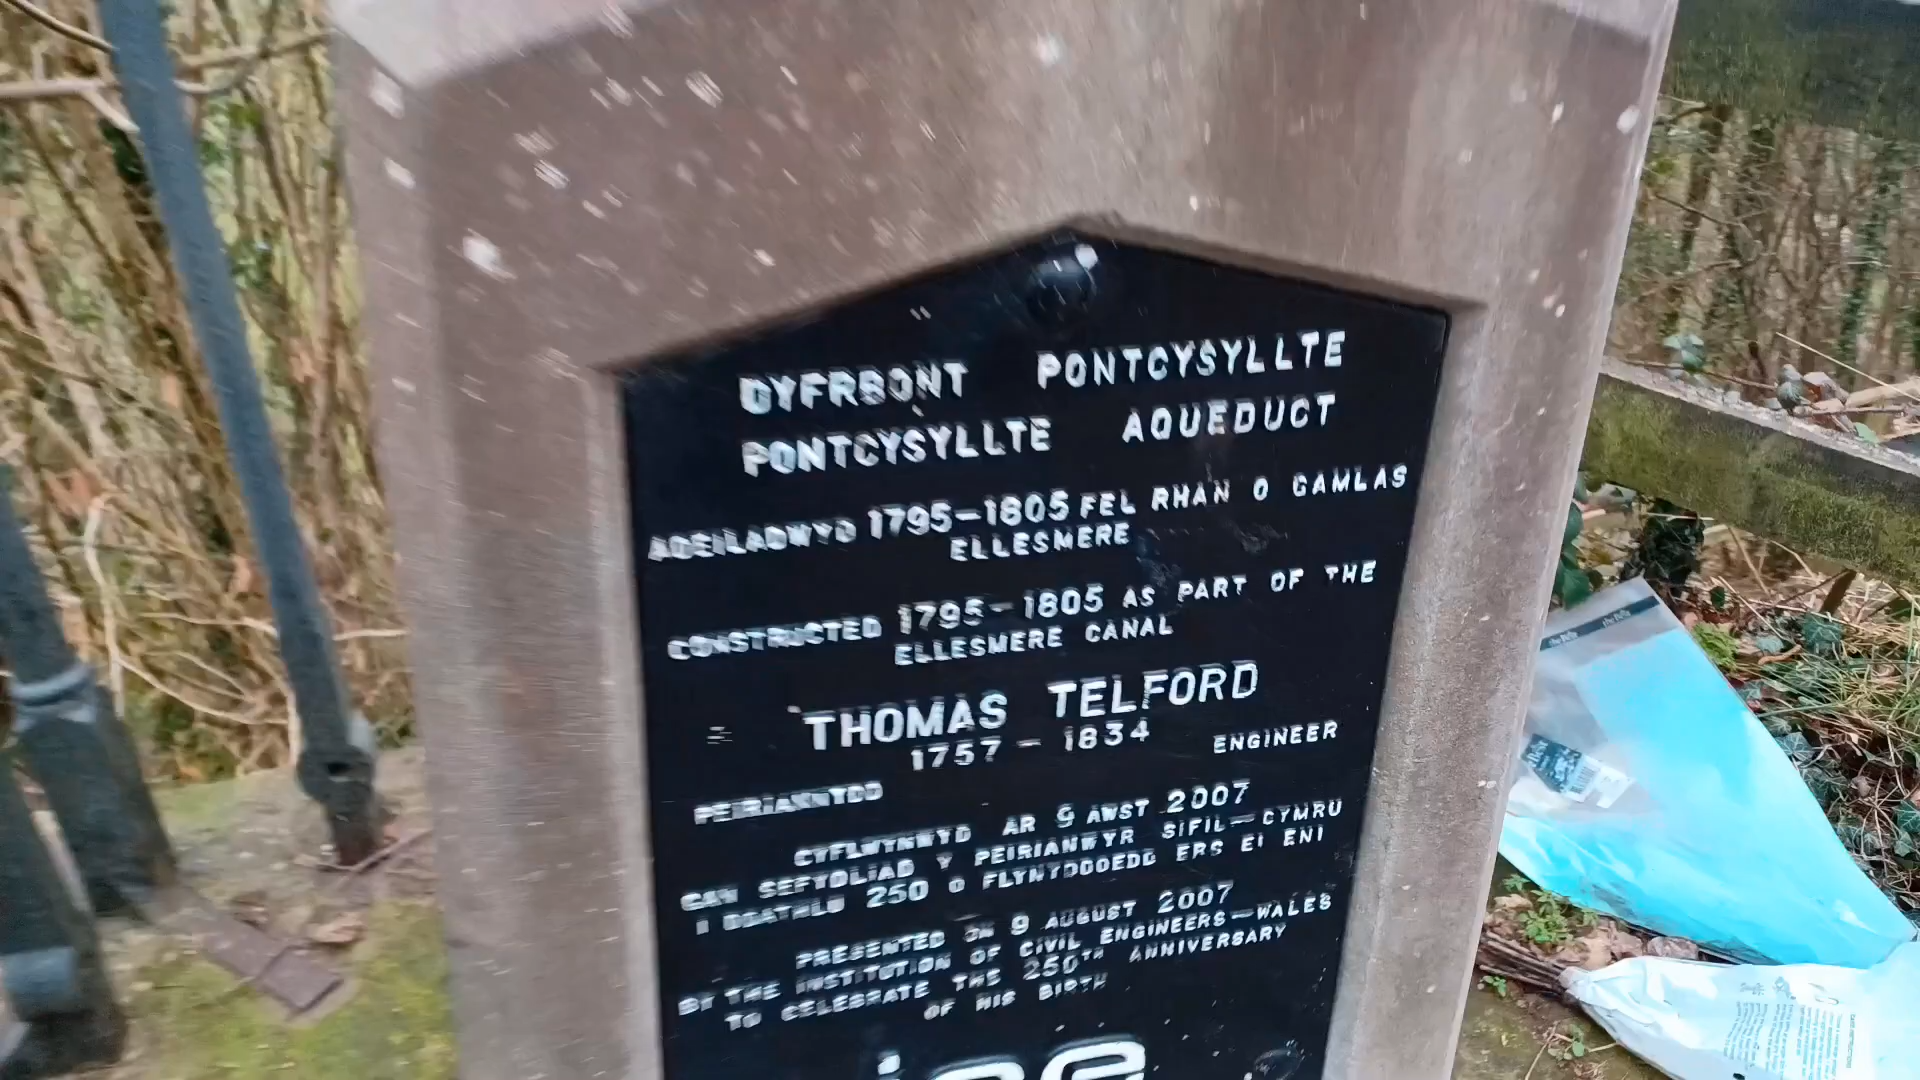 DYFRBONT PONTCYSYLLTE
PONTCYSYLLTE AQUEDUCT
ADEILADWYD 1795-1805 FEL RHAN O GAMLAS
ELLESMERE
CONSTRUCTED 1795-1805 AS PART OF THE
ELLESMERE CANAL
THOMAS TELFORD
1757 - 1834
PEIRIANNYDD ENGINEER
CYFLWYNWYD AR 9 AWST 2007
GAN SEFYDLIAD Y PEIRIANWYR SIFIL-CYMRU
I DDATHLU 250 O FLYNYDDOEDD ERS EI ENI
PRESENTED ON 9 AUGUST 2007
BY THE INSTITUTION OF CIVIL ENGINEERS-WALES
TO CELEBRATE THE 250TH ANNIVERSARY
OF HIS BIRTH
ice